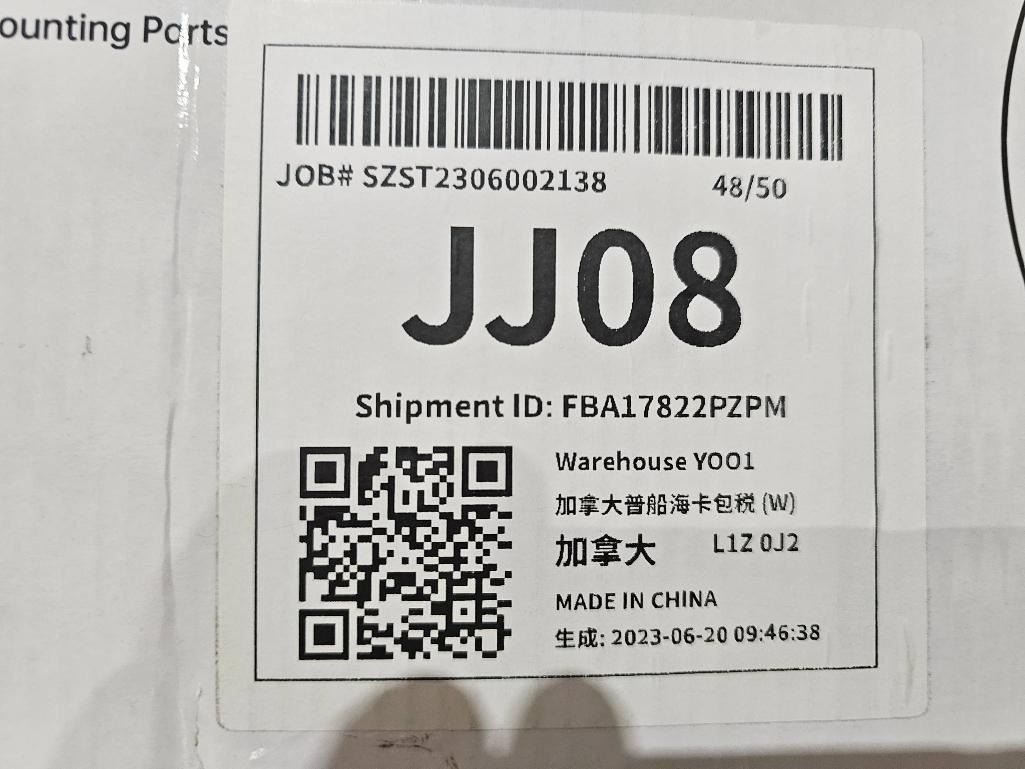 ounting Parts
JOB# SZST2306002138 48/50
JJ08
Shipment ID: FBA17822PZPM
Warehouse YOO1
加拿大普船海卡包税 (W)
加拿大 L1Z 0J2
MADE IN CHINA
生成: 2023-06-20 09:46:38